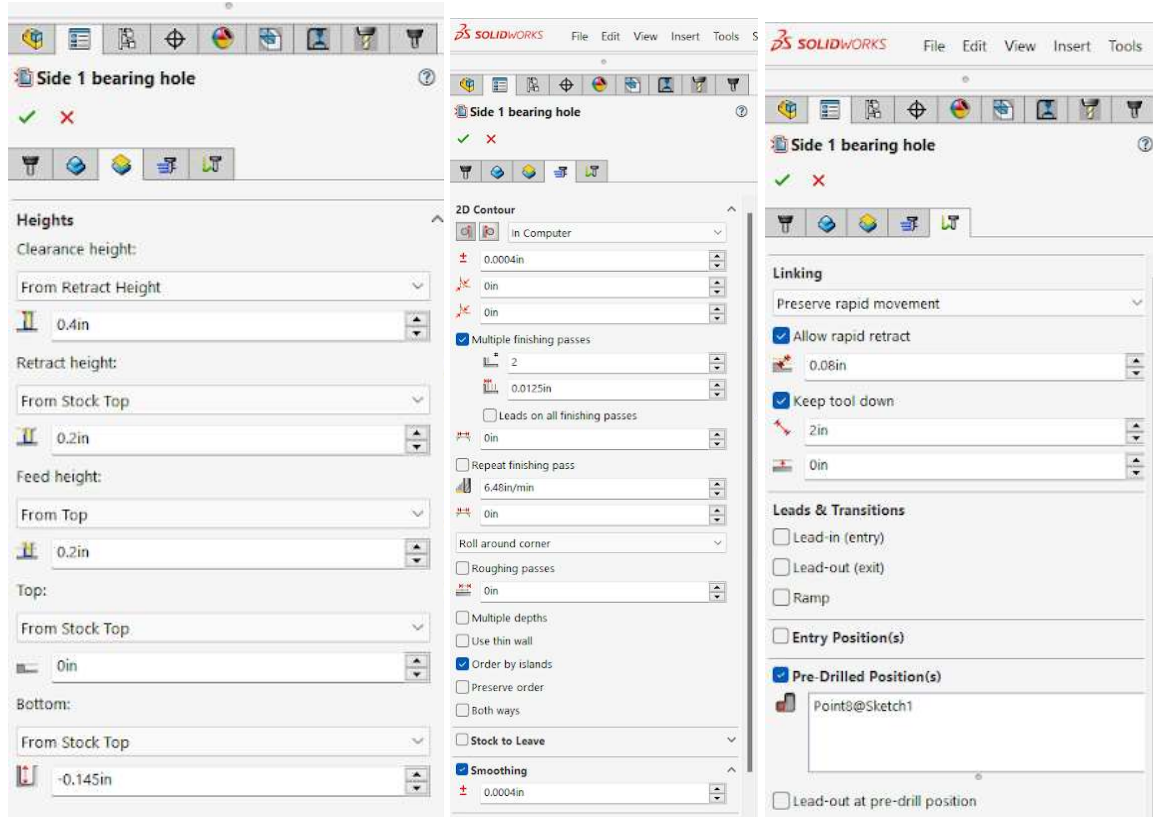 Side 1 bearing hole
Heights
Clearance height:
From Retract Height
0.4in
Retract height:
From Stock Top
0.2in
Feed height:
From Top
0.2in
Top:
From Stock Top
0in
Bottom:
From Stock Top
-0.145in
SOLIDWORKS File Edit View Insert Tools S
Side 1 bearing hole
2D Contour
In Computer
0.0004in
0in
0in
Multiple finishing passes
2
0.0125in
Leads on all finishing passes
0in
Repeat finishing pass
6.48in/min
0in
Roll around corner
Roughing passes
0in
Multiple depths
Use thin wall
Order by islands
Preserve order
Both ways
Stock to Leave
Smoothing
0.0004in
SOLIDWORKS File Edit View Insert Tools
Side 1 bearing hole
Linking
Preserve rapid movement
Allow rapid retract
0.08in
Keep tool down
2in
0in
Leads & Transitions
Lead-in (entry)
Lead-out (exit)
Ramp
Entry Position(s)
Pre-Drilled Position(s)
Point8@Sketch1
Lead-out at pre-drill position